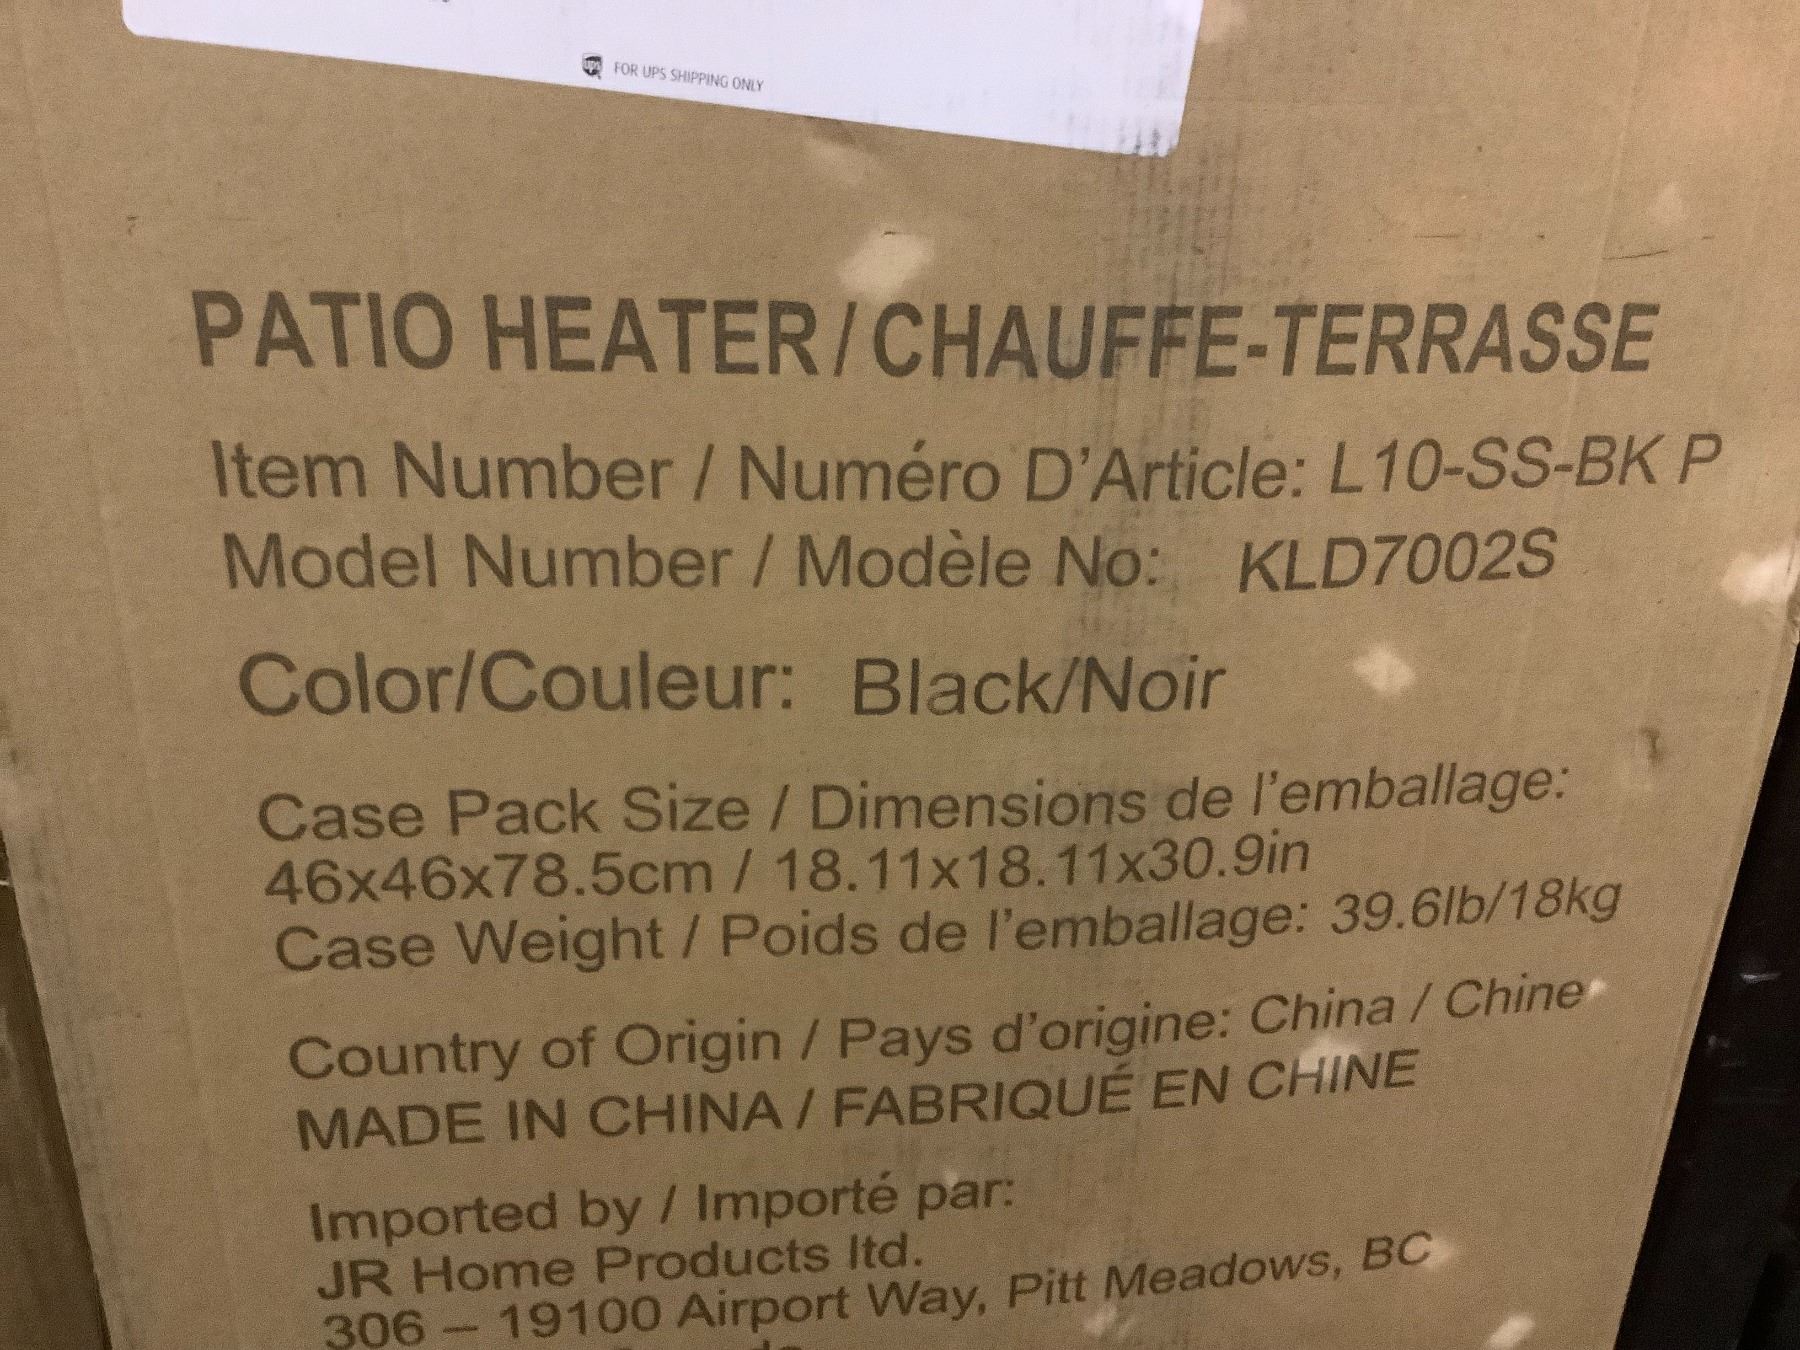 ups FOR UPS SHIPPING ONLY
PATIO HEATER / CHAUFFE-TERRASSE
Item Number / Numéro D'Article: L10-SS-BK P
Model Number / Modèle No: KLD7002S
Color/Couleur: Black/Noir
Case Pack Size / Dimensions de l'emballage:
46x46x78.5cm / 18.11x18.11x30.9in
Case Weight / Poids de l'emballage: 39.6lb/18kg
Country of Origin / Pays d'origine: China / Chine
MADE IN CHINA / FABRIQUÉ EN CHINE
Imported by / Importé par:
JR Home Products ltd.
306 – 19100 Airport Way, Pitt Meadows, BC